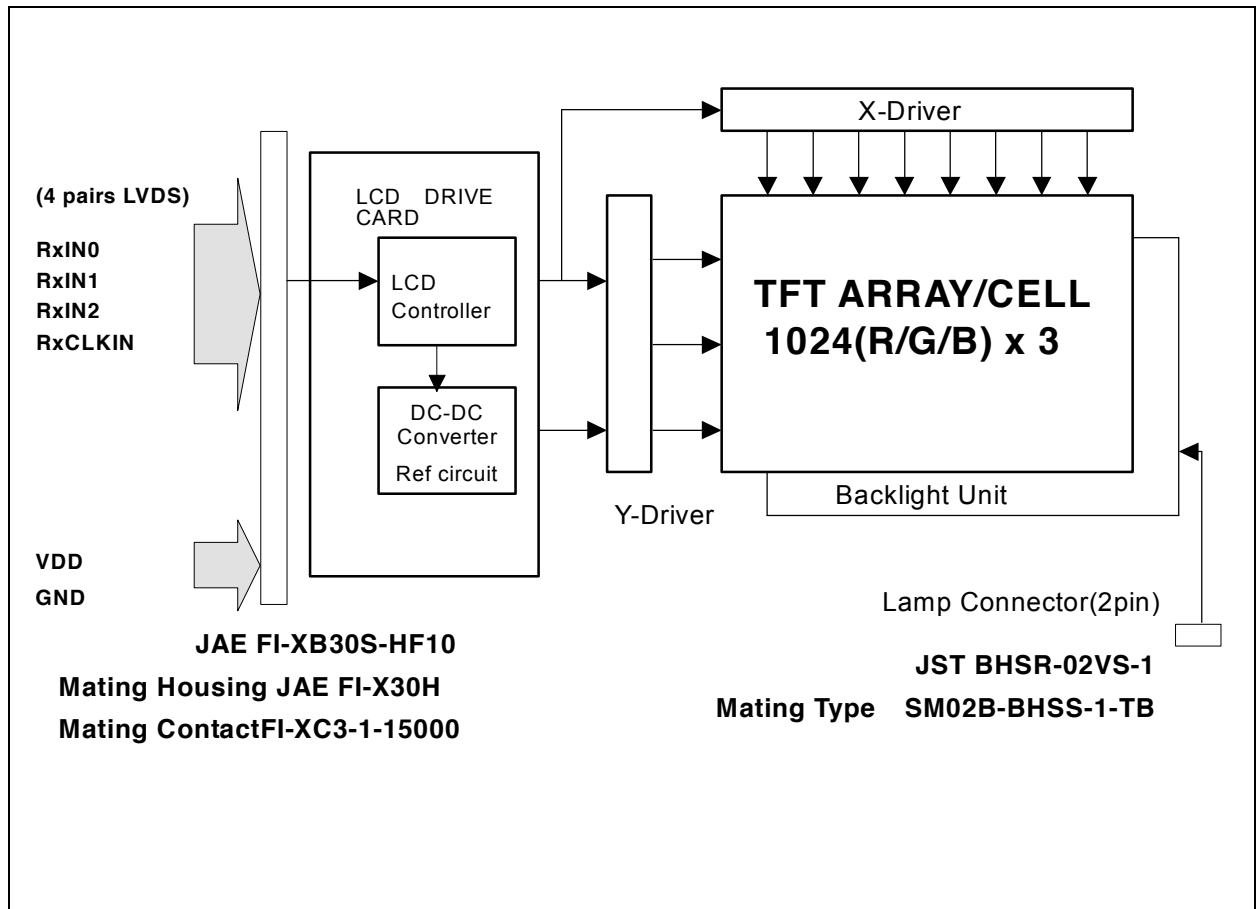 X-Driver
(4 pairs LVDS)
RxIN0
RxIN1
RxIN2
RxCLKIN
LCD DRIVE
CARD
LCD
Controller
DC-DC
Converter
Ref circuit
TFT ARRAY/CELL
1024(R/G/B) x 3
Backlight Unit
Y-Driver
VDD
GND
JAE FI-XB30S-HF10
Mating Housing JAE FI-X30H
Mating ContactFI-XC3-1-15000
Lamp Connector(2pin)
JST BHSR-02VS-1
Mating Type SM02B-BHSS-1-TB